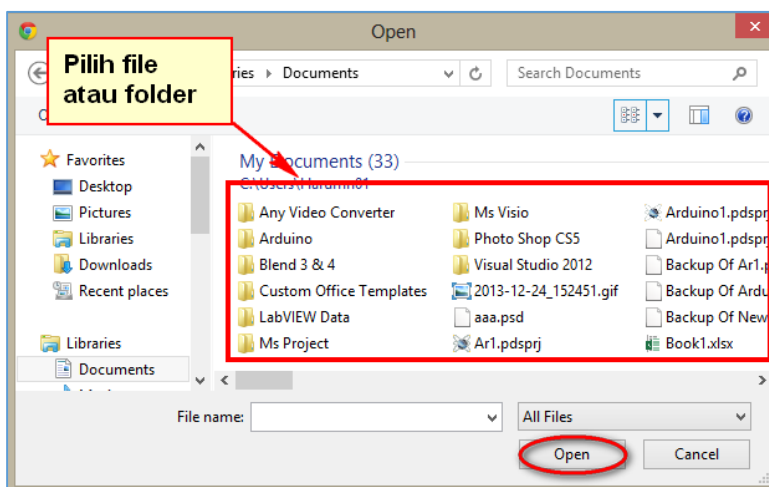 Open
Pilih file
atau folder
ries Documents
Search Documents
Favorites
Desktop
Pictures
Libraries
Downloads
Recent places
Libraries
Documents
My Documents (33)
Any Video Converter
Arduino
Blend 3 & 4
Custom Office Templates
LabVIEW Data
Ms Project
Ms Visio
Photo Shop CS5
Visual Studio 2012
2013-12-24_152451.gif
aaa.psd
Ar1.pdsprj
Arduino1.pdsprj
Arduino1.pdspr
Backup Of Ar1.p
Backup Of Ardu
Backup Of New
Book1.xlsx
File name:
All Files
Open
Cancel